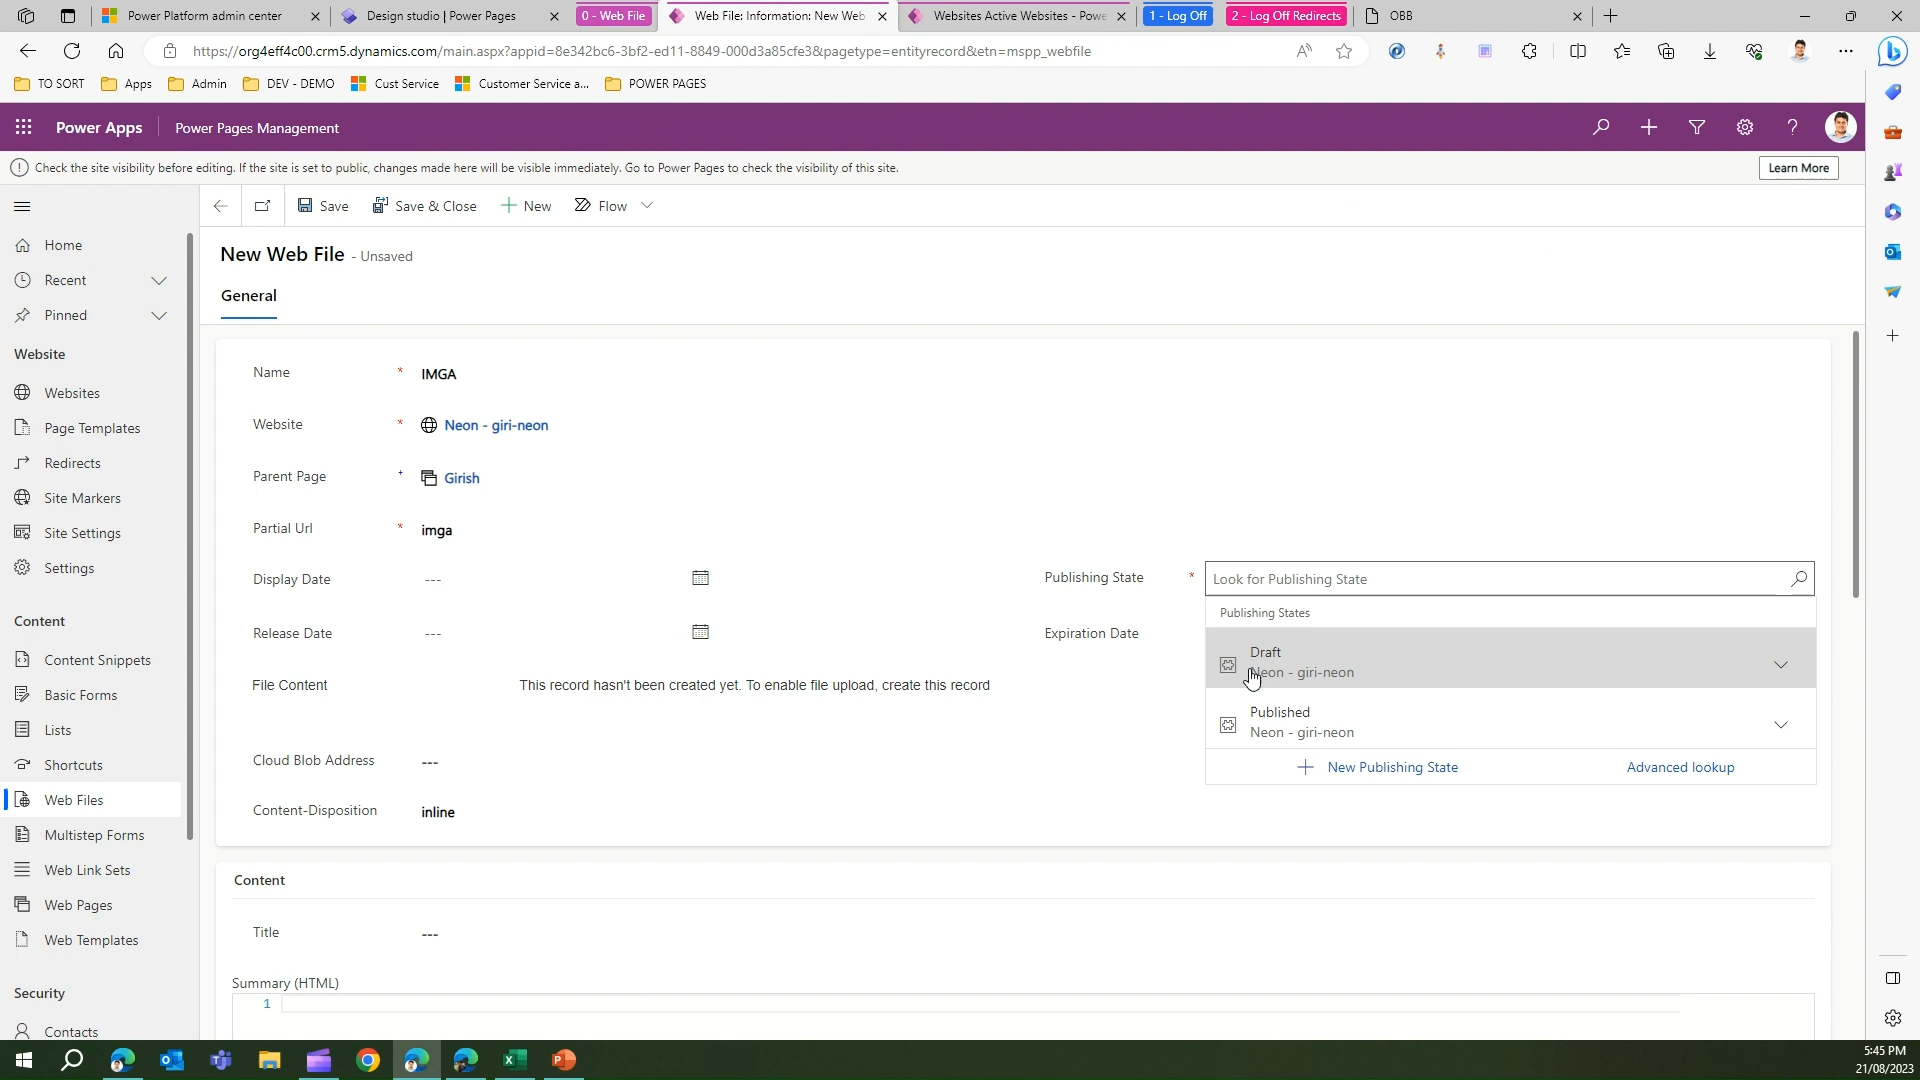 Power Platform admin center
Design studio | Power Pages
0 - Web File
Web File: Information: New Web
Websites Active Websites - Powe
1 - Log Off
2 - Log Off Redirects
OBB
https://org4eff4c00.crm5.dynamics.com/main.aspx?appid=8e342bc6-3bf2-ed11-8849-000d3a85cfe3&pagetype=entityrecord&etn=mspp_webfile
TO SORT
Apps
Admin
DEV - DEMO
Cust Service
Customer Service a...
POWER PAGES
Power Apps
Power Pages Management
Check the site visibility before editing. If the site is set to public, changes made here will be visible immediately. Go to Power Pages to check the visibility of this site.
Learn More
Save
Save & Close
New
Flow
New Web File - Unsaved
General
Home
Recent
Pinned
Website
Websites
Page Templates
Redirects
Site Markers
Site Settings
Settings
Content
Content Snippets
Basic Forms
Lists
Shortcuts
Web Files
Multistep Forms
Web Link Sets
Web Pages
Web Templates
Security
Contacts
Name * IMGA
Website * Neon - giri-neon
Parent Page + Girish
Partial Url * imga
Display Date ---
Publishing State * Look for Publishing State
Publishing States
Draft
Neon - giri-neon
Published
Neon - giri-neon
New Publishing State
Advanced lookup
Release Date ---
Expiration Date
File Content This record hasn't been created yet. To enable file upload, create this record
Cloud Blob Address ---
Content-Disposition inline
Content
Title ---
Summary (HTML)
1
5:45 PM
21/08/2023